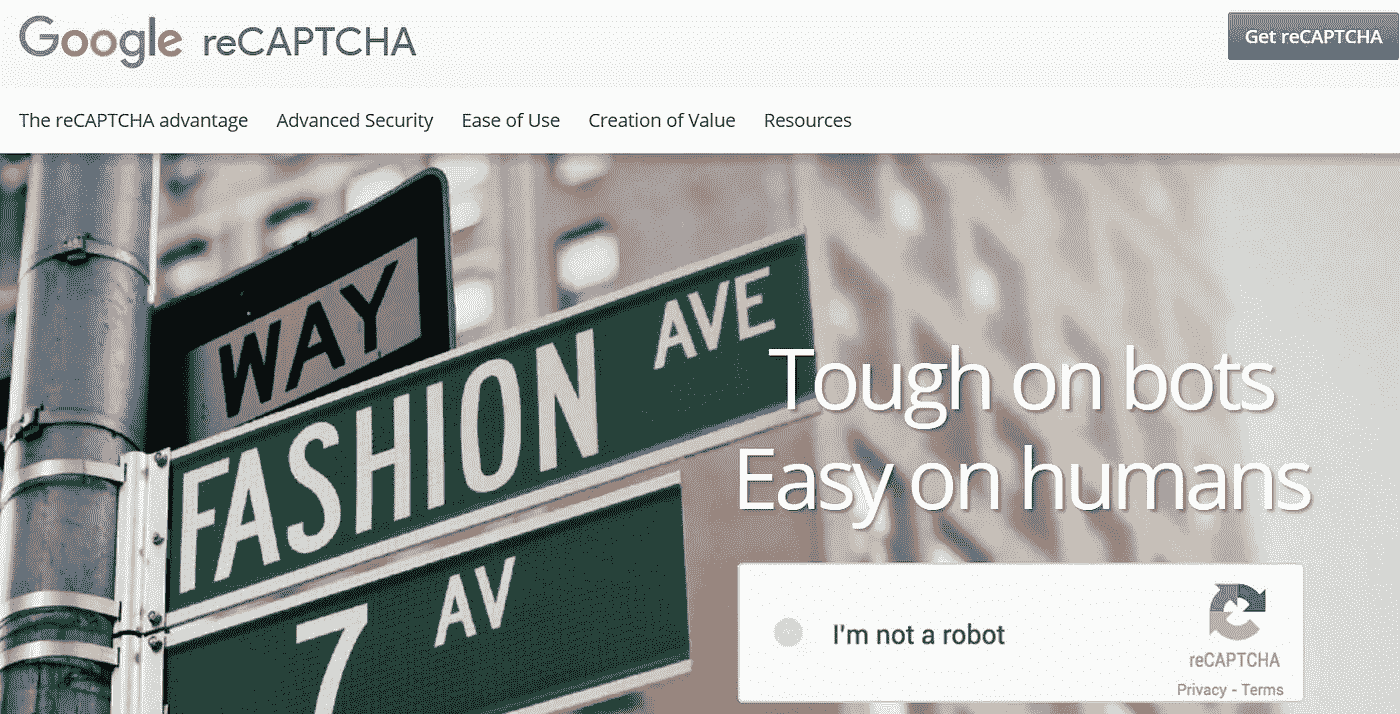 Google reCAPTCHA
Get reCAPTCHA
The reCAPTCHA advantage Advanced Security Ease of Use Creation of Value Resources
WAY
FASHION AVE
7 AV
Tough on bots
Easy on humans
I'm not a robot
reCAPTCHA
Privacy - Terms